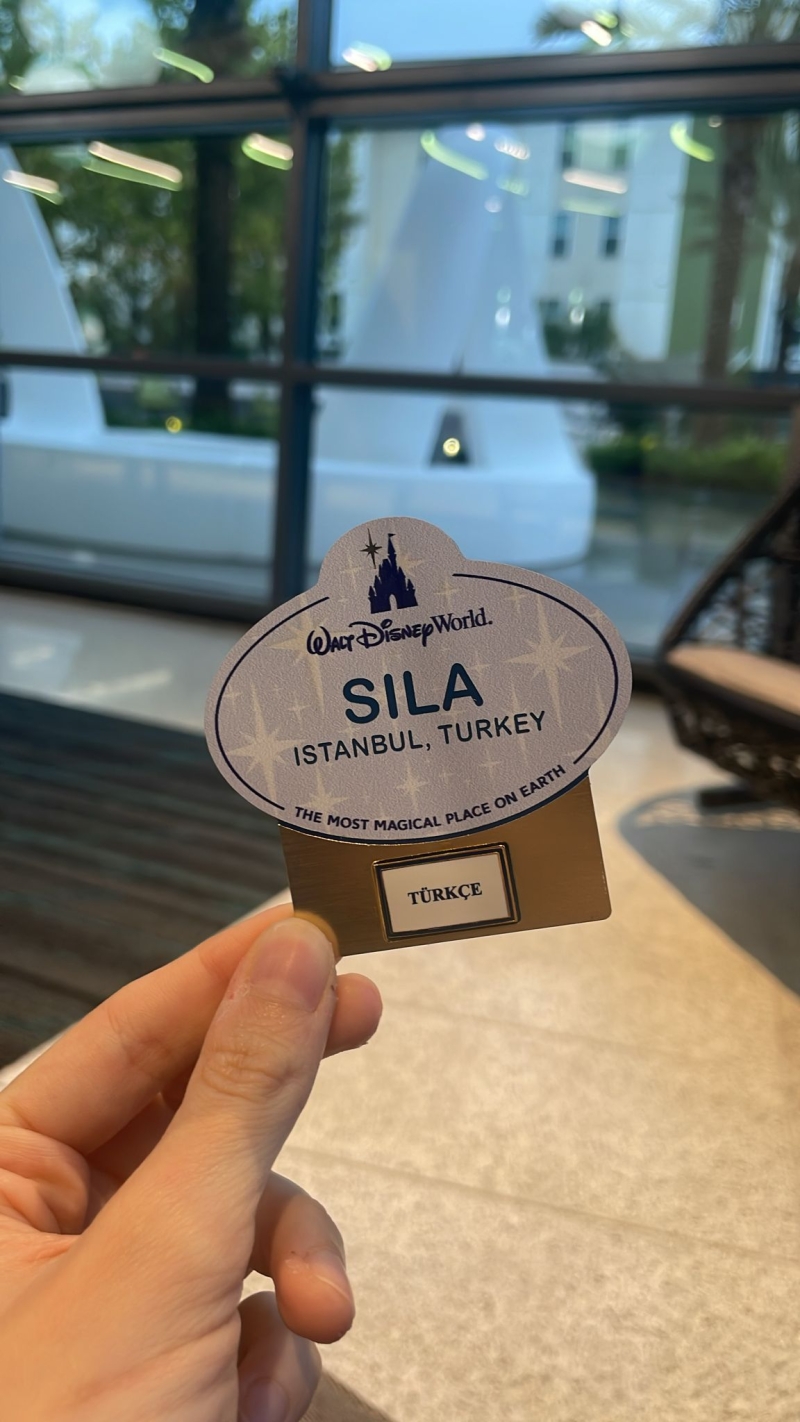 WALT DISNEY World.
SILA
ISTANBUL, TURKEY
THE MOST MAGICAL PLACE ON EARTH
TÜRKÇE